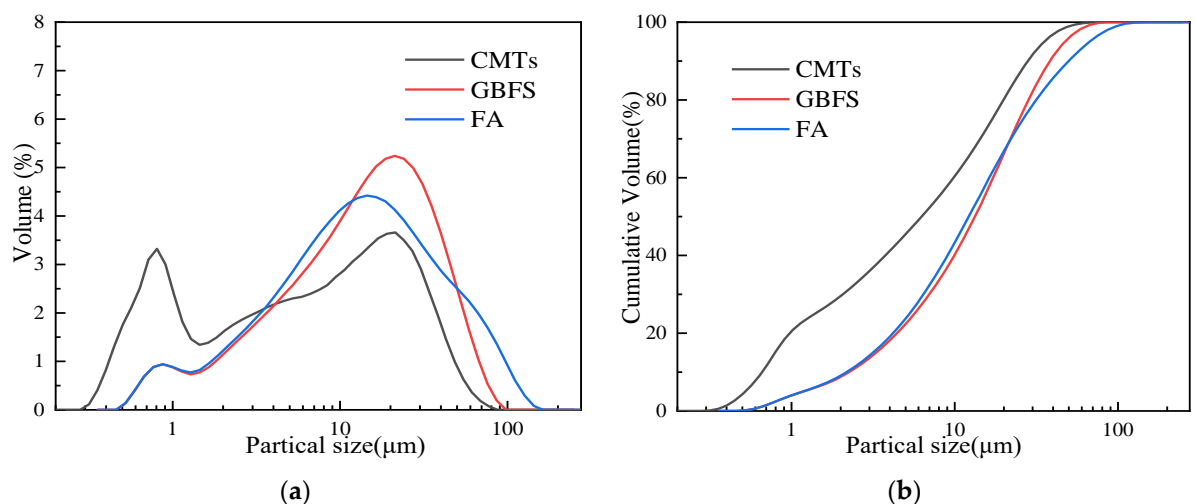 8
7
6
5
4
3
2
1
0
Volume (%)
CMTs
GBFS
FA
1
10
100
Partical size(μm)
(a)
100
80
60
40
20
0
Cumulative Volume(%)
CMTs
GBFS
FA
1
10
100
Partical size(μm)
(b)